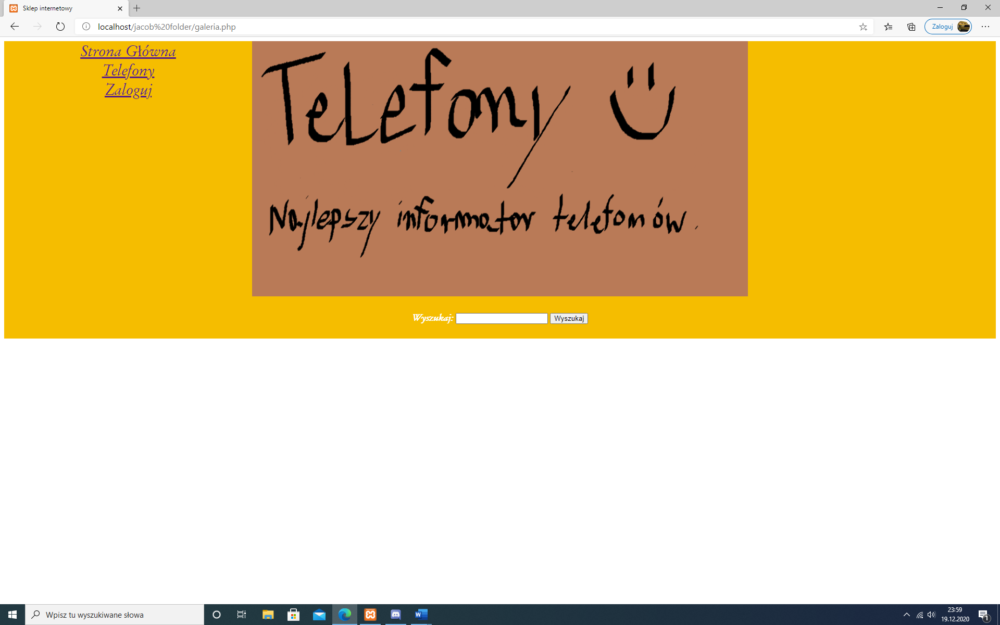 Sklep internetowy
localhost/jacob%20folder/galeria.php
Zaloguj
Strona Główna
Telefony
Zaloguj
Telefony
Najlepszy informator telefonów.
Wyszukaj: Wyszukaj
Wpisz tu wyszukiwane słowa
23:59
19.12.2020
1